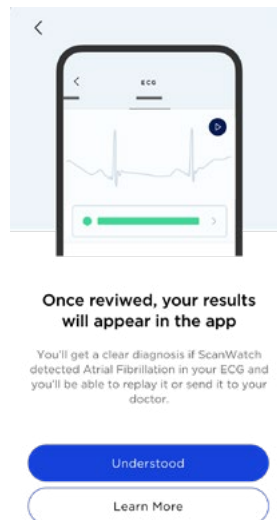 ECG
Once reviwed, your results
will appear in the app
You'll get a clear diagnosis if ScanWatch
detected Atrial Fibrillation in your ECG and
you'll be able to replay it or send it to your
doctor.
Understood
Learn More